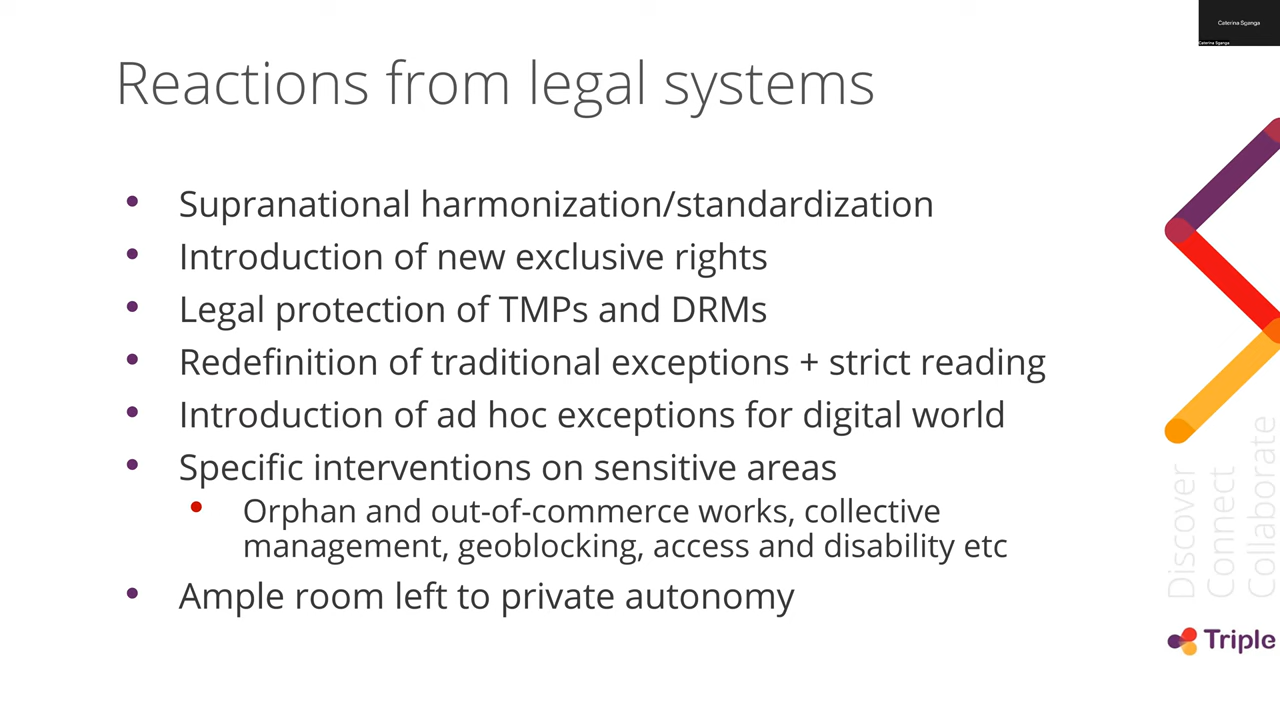 Caterina Sganga
Caterina Sganga
Reactions from legal systems
• Supranational harmonization/standardization
• Introduction of new exclusive rights
• Legal protection of TMPs and DRMs
• Redefinition of traditional exceptions + strict reading
• Introduction of ad hoc exceptions for digital world
• Specific interventions on sensitive areas
• Orphan and out-of-commerce works, collective
management, geoblocking, access and disability etc
• Ample room left to private autonomy
Discover
Connect
Collaborate
Triple